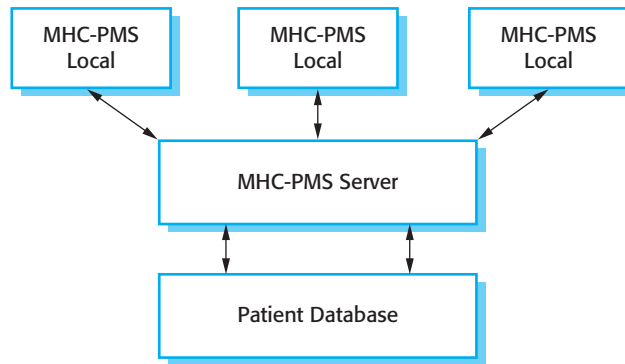 MHC-PMS
Local
MHC-PMS
Local
MHC-PMS
Local
MHC-PMS Server
Patient Database